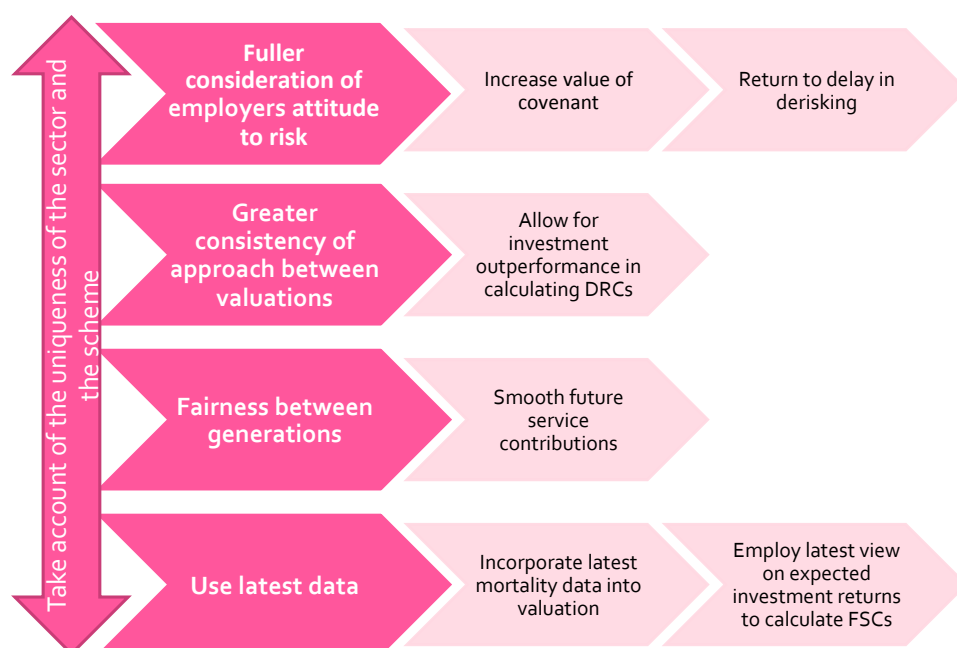 Take account of the uniqueness of the sector and
the scheme
Fuller
consideration of
employers attitude
to risk
Increase value of
covenant
Return to delay in
derisking
Greater
consistency of
approach between
valuations
Allow for
investment
outperformance in
calculating DRCs
Fairness between
generations
Smooth future
service
contributions
Use latest data
Incorporate latest
mortality data into
valuation
Employ latest view
on expected
investment returns
to calculate FSCs